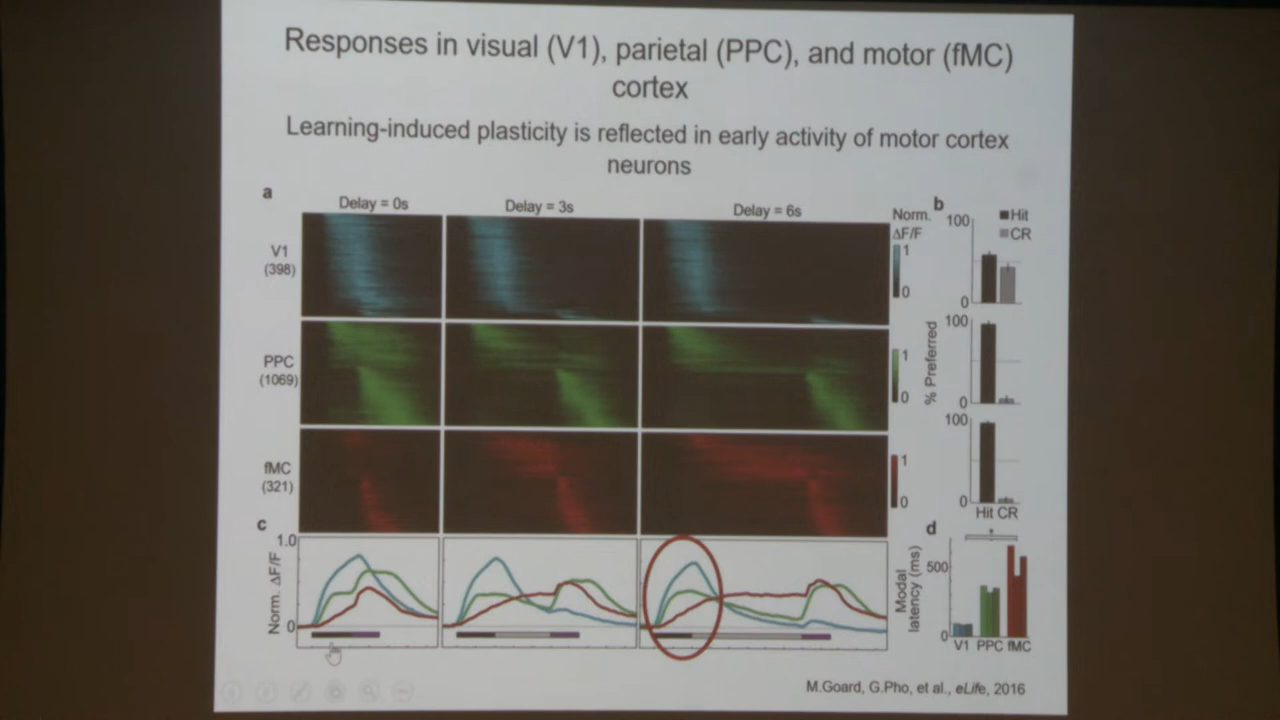 Responses in visual (V1), parietal (PPC), and motor (fMC)
cortex
Learning-induced plasticity is reflected in early activity of motor cortex
neurons
a
Delay = 0s
Delay = 3s
Delay = 6s
Norm.
ΔF/F
b
100
Hit
CR
V1
(398)
1
0
0
PPC
(1069)
1
0
% Preferred
100
0
fMC
(321)
1
0
100
0
Hit CR
c
1.0
Norm. ΔF/F
0
d
*
Modal
latency (ms)
500
0
V1 PPC fMC
M.Goard, G.Pho, et al., eLife, 2016